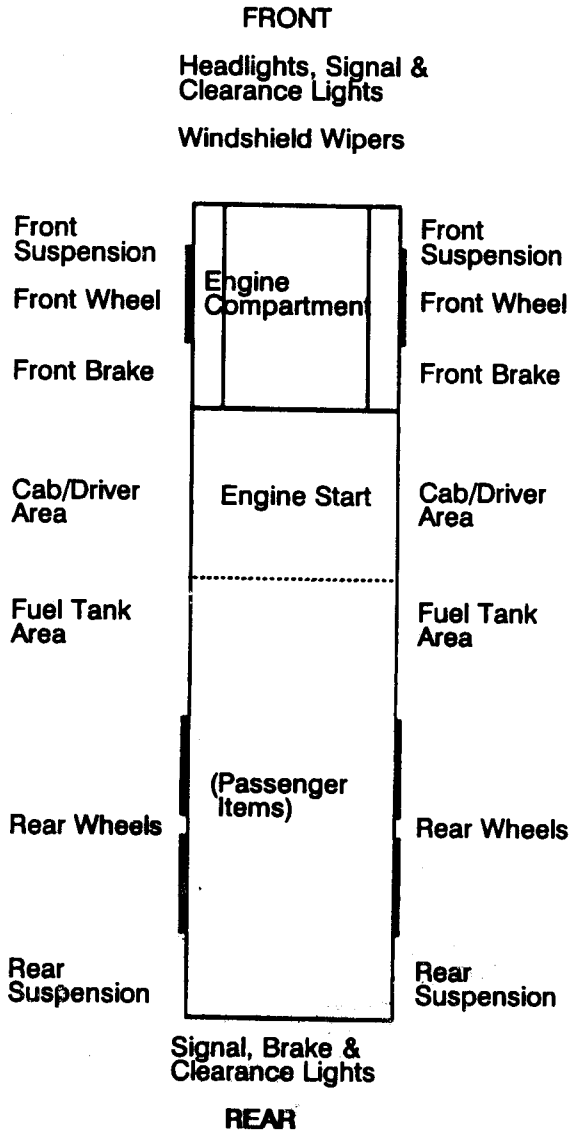 FRONT
Headlights, Signal &
Clearance Lights
Windshield Wipers
Front
Suspension
Front
Suspension
Engine
Compartment
Front Wheel
Front Wheel
Front Brake
Front Brake
Cab/Driver
Area
Engine Start
Cab/Driver
Area
Fuel Tank
Area
Fuel Tank
Area
(Passenger
Items)
Rear Wheels
Rear Wheels
Rear
Suspension
Rear
Suspension
Signal, Brake &
Clearance Lights
REAR